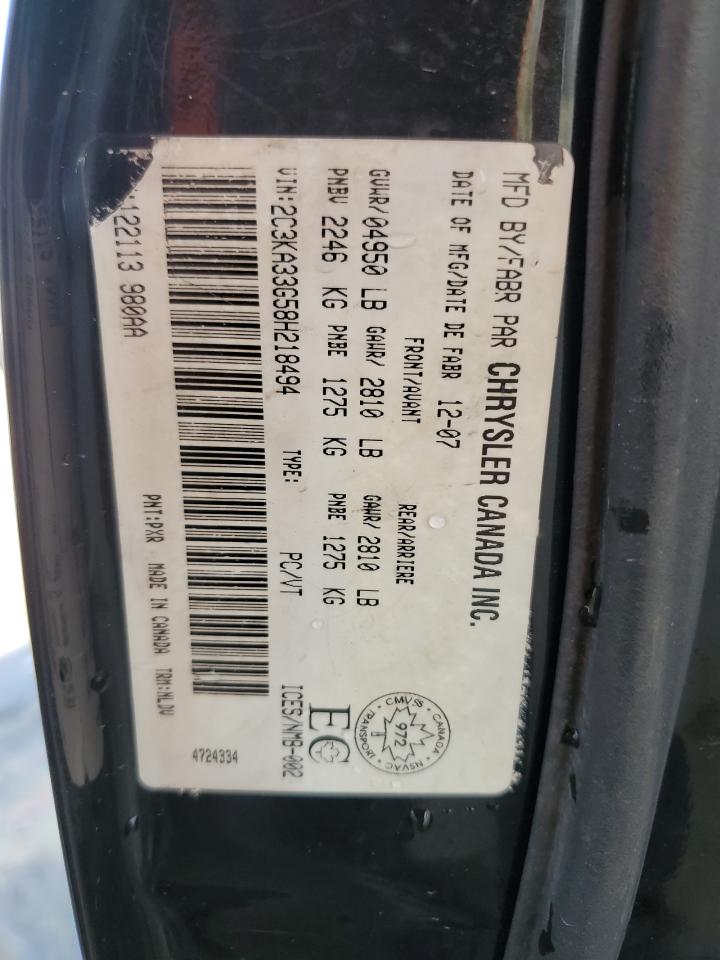 MFD BY/FABR PAR CHRYSLER CANADA INC.
DATE OF MFG/DATE DE FABR 12-07
FRONT/AVANT REAR/ARRIERE
GVWR/04950 LB GAWR/ 2810 LB GAWR/ 2810 LB
PNBV 2246 KG PNBE 1275 KG PNBE 1275 KG
VIN:2C3KA33G58H218494 TYPE: PC/VT ICES/NMB-002
EC
CANADA • NSVAC • TRANSPORT • CMVSS
972
122113 980AA PNT:PXR MADE IN CANADA TRM:NLDV
4724334